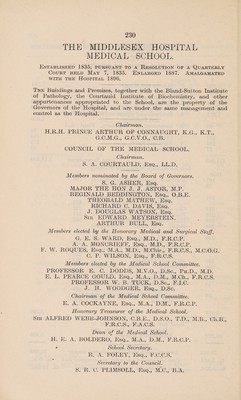 230
THE MIDDLESEX HOSPITAL
MEDICAL SCHOOL.
Established 1835, pursuant to a Resolution of a Quarterly
Court held May 7, 1835. Enlarged 1887. Amalgamated
with the Hospital 1896.
The Buildings and Premises, together with the Bland-Sutton Institute
of Pathology, the Courtauld Institute of Biochemistry, and other
appurtenances appropriated to the School, are the property of the
Governors of the Hospital, and are under the same management and
control as the Hospital.
Chairman.
H.R.H. PRINCE ARTHUR OF CONNAUGHT, K.G., K.T.,
G.C.M.G., G.C.V.O., C.B.
COUNCIL OF THE MEDICAL SCHOOL.
Chairman.
S. A. COURTAULD, Esq., LL.D.
Members nominated by the Board of Governors.
S. G. ASHER, Esq.
MAJOR THE HON J. J. ASTOR, M.P.
REGINALD BEDDINGTON, Esq., O.B.E.
THEOBALD MATHEW, Esq.
RICHARD C. DAVIS, Esq.
J. DOUGLAS WATSON, Esq.
Sir EDWARD MEYERSTEIN.
ARTHUR BULL, Esq.
Members elected by the Honorary Medical and Surgical Staff.
G. E. S. WARD, Esq., M.D., F.R.C.P.
A. A. MONCRIEFF, Esq., M.D., F.R.C.P.
F. W. ROQUES, Esq., M.A., M.D., M.Chir., F.R.C.S., M.C.O.G.
C. P. WILSON, Esq., F.R.C.S.
Members elected by the Medical School Committee.
PROFESSOR E. C. DODDS, M.V.O., D.Sc., Ph.D., M.D.
E. L. PEARCE GOULD, Esq., M.A., D.M., M.Ch., F.R.C.S.
PROFESSOR W. B. TUCK, D.Sc., F.I.C.
J. H. WOODGER, Esq., D.Sc.
Chairman of the Medical School Committee.
E. A. COCKAYNE, Esq., M.A., D.M., F.R.C.P.
Honorary Treasurer of the Medical School.
Sir ALFRED WEBB-JOHNSON, C.B.E., D.S.O., T.D., M.B., Ch.B.,
F.R.C.S., F.A.C.S.
Dean of the Medical School.
H. E. A. BOLDERO, Esq., M.A., D.M., F.R.C.P.
School Secretary.
R. A. FOLEY, Esq., F.C.C.S.
Secretary to the Council.
S. R. C. PLIMSOLL, Esq., M.C., B.A.